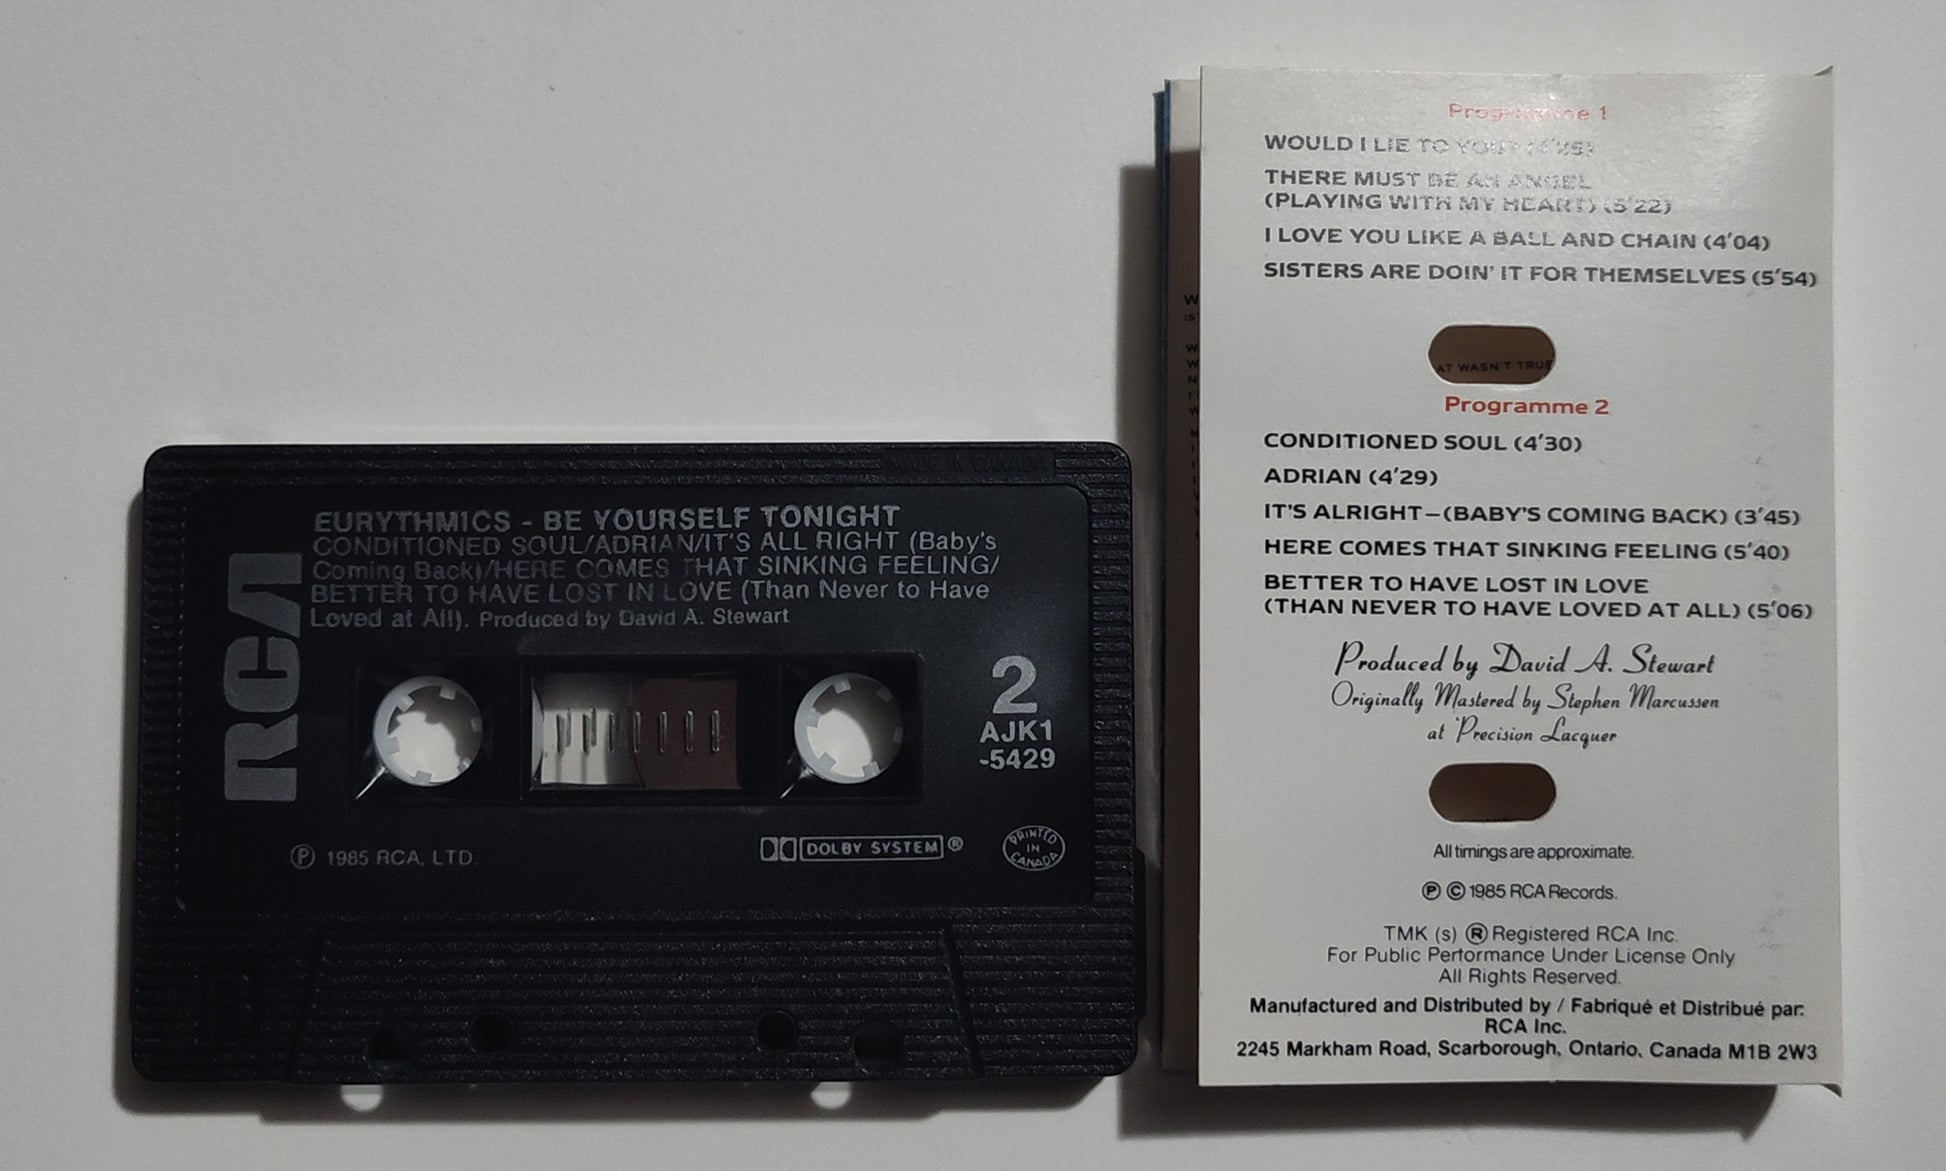 MADE IN CANADA
EURYTHMICS - BE YOURSELF TONIGHT
CONDITIONED SOUL/ADRIAN/IT'S ALL RIGHT (Baby's
Coming Back)/HERE COMES THAT SINKING FEELING/
BETTER TO HAVE LOST IN LOVE (Than Never to Have
Loved at All). Produced by David A. Stewart
RCA
2
AJK1
-5429
Ⓟ 1985 RCA, LTD.
DOLBY SYSTEM®
PRINTED
IN
CANADA
B
Programme 1
WOULD I LIE TO YOU?
THERE MUST BE AN ANGEL
(PLAYING WITH MY HEART) (5'22)
I LOVE YOU LIKE A BALL AND CHAIN (4'04)
SISTERS ARE DOIN' IT FOR THEMSELVES (5'54)
AT WASN'T TRUE
Programme 2
CONDITIONED SOUL (4'30)
ADRIAN (4'29)
IT'S ALRIGHT—(BABY'S COMING BACK) (3'45)
HERE COMES THAT SINKING FEELING (5'40)
BETTER TO HAVE LOST IN LOVE
(THAN NEVER TO HAVE LOVED AT ALL) (5'06)
Produced by David A. Stewart
Originally Mastered by Stephen Marcussen
at Precision Lacquer
All timings are approximate.
Ⓟ © 1985 RCA Records.
TMK (s) ® Registered RCA Inc.
For Public Performance Under License Only
All Rights Reserved.
Manufactured and Distributed by / Fabriqué et Distribué par:
RCA Inc.
2245 Markham Road, Scarborough, Ontario, Canada M1B 2W3